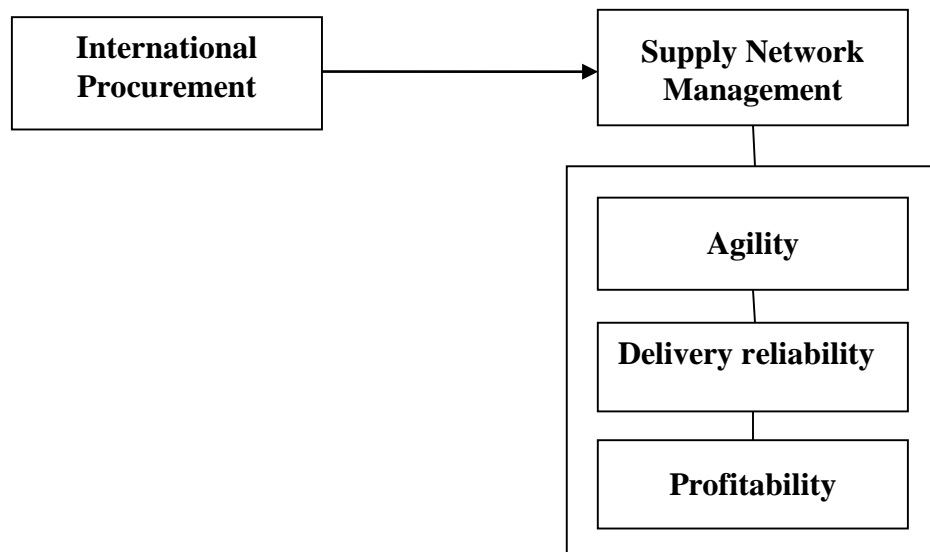 International
Procurement
Supply Network
Management
Agility
Delivery reliability
Profitability